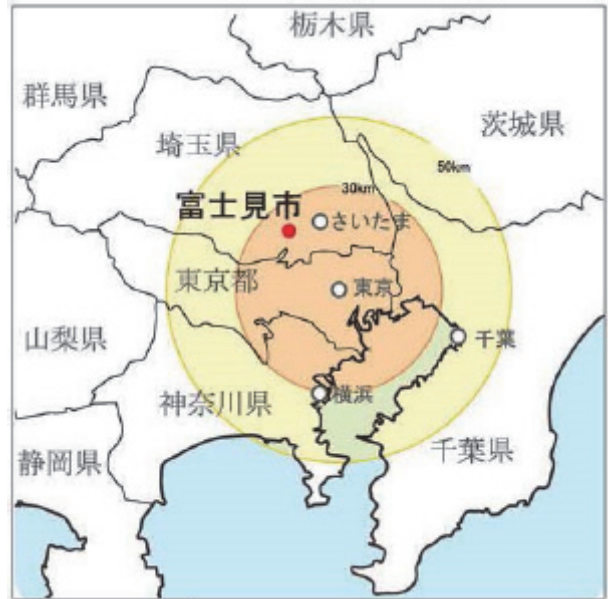 栃木県
群馬県
茨城県
埼玉県
50km
30km
富士見市
さいたま
東京都
東京
山梨県
千葉
神奈川県
横浜
静岡県
千葉県